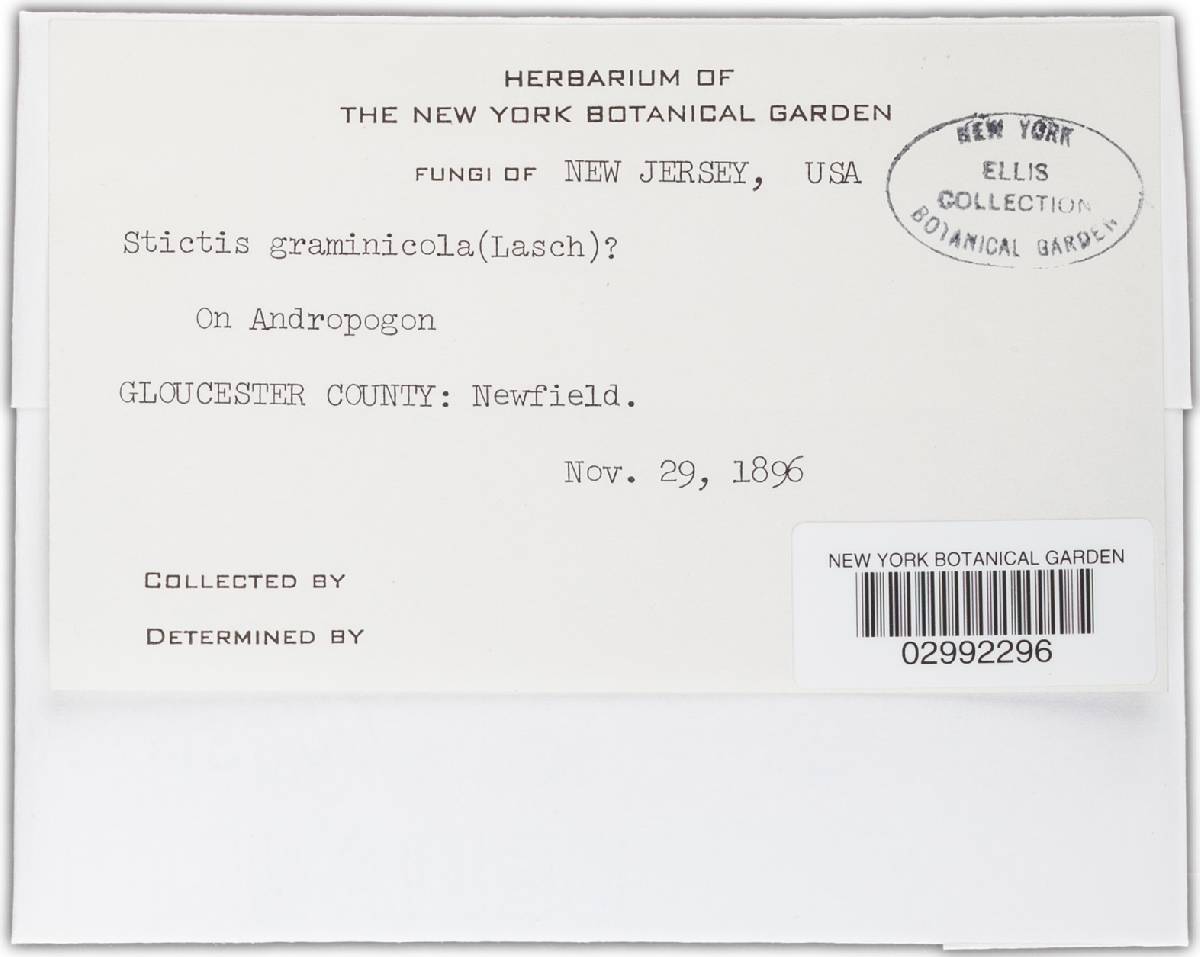 HERBARIUM OF
THE NEW YORK BOTANICAL GARDEN
FUNGI OF NEW JERSEY, USA
NEW YORK
ELLIS
COLLECTION
BOTANICAL GARDEN
Stictis graminicola(Lasch)?
On Andropogon
GLOUCESTER COUNTY: Newfield.
Nov. 29, 1896
COLLECTED BY
DETERMINED BY
NEW YORK BOTANICAL GARDEN
02992296